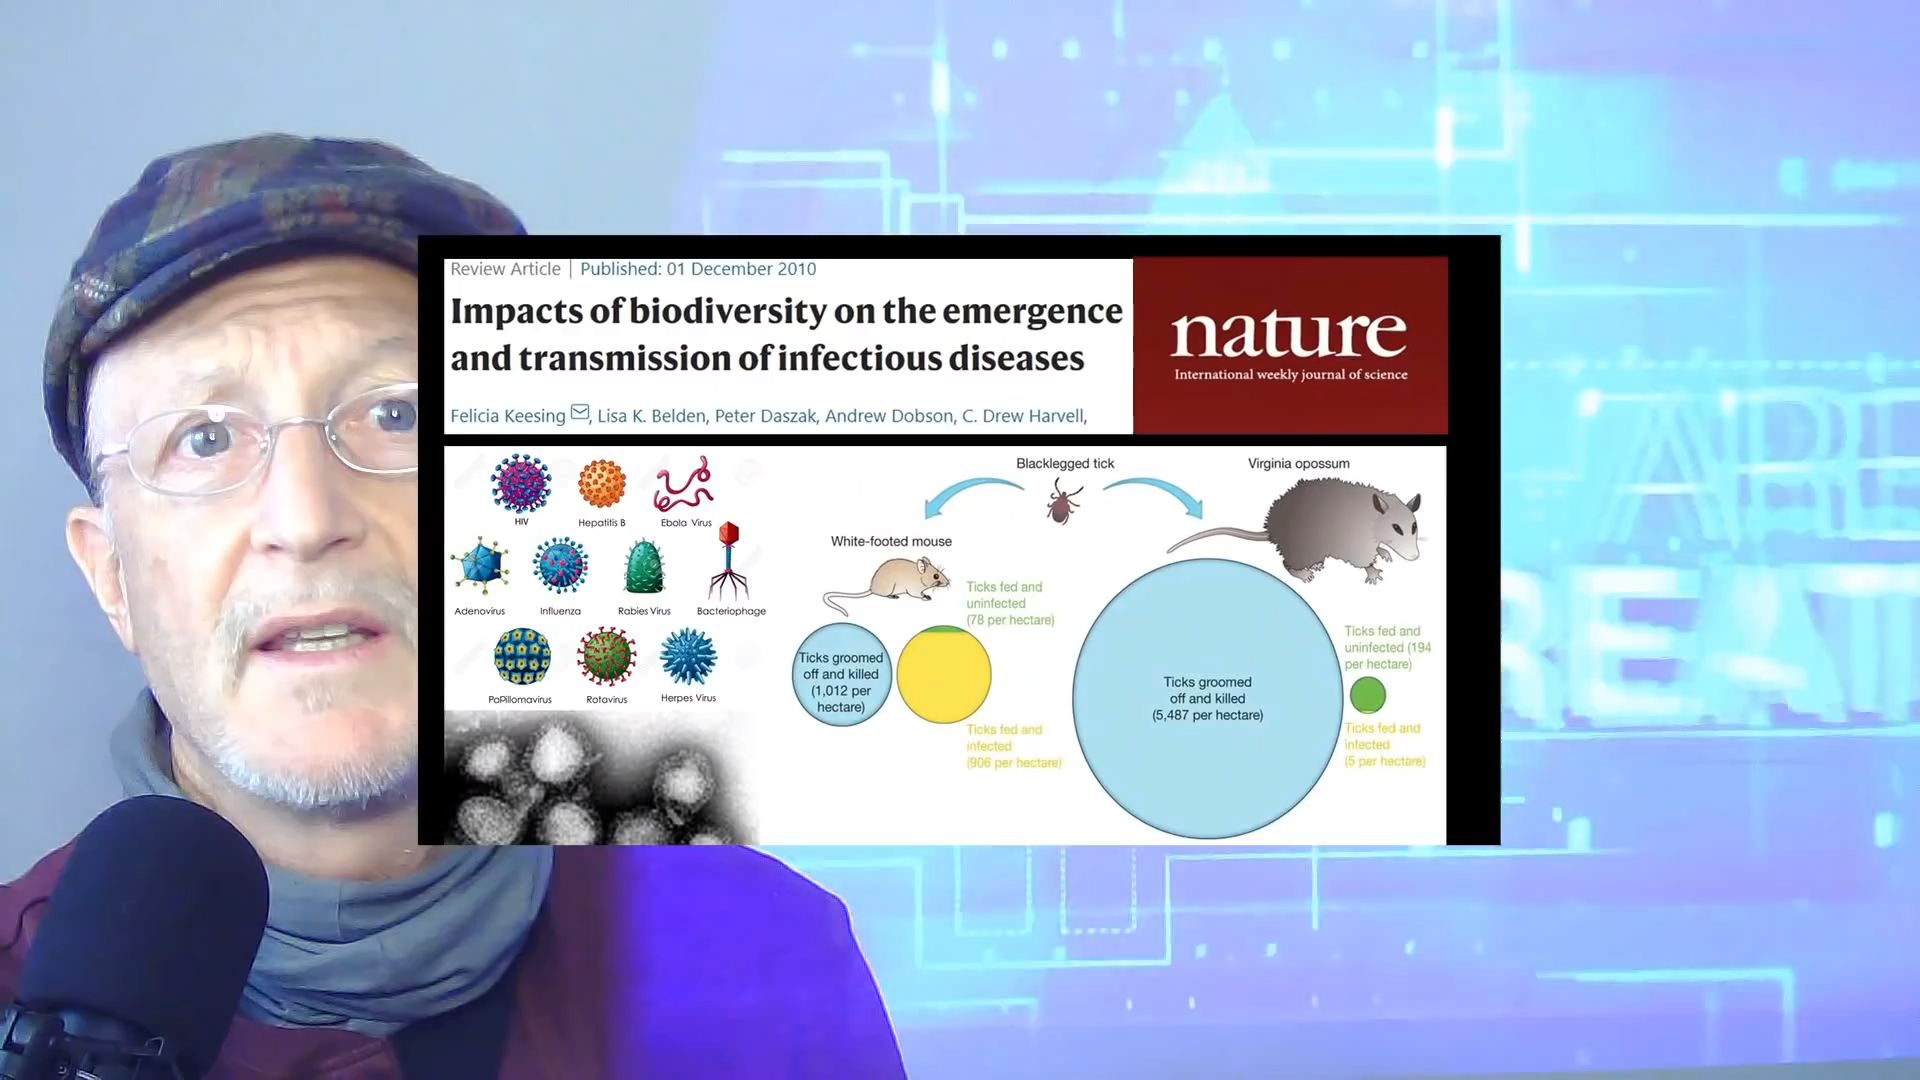 Review Article | Published: 01 December 2010
Impacts of biodiversity on the emergence
and transmission of infectious diseases
Felicia Keesing, Lisa K. Belden, Peter Daszak, Andrew Dobson, C. Drew Harvell,
nature
International weekly journal of science
HIV
Hepatitis B
Ebola Virus
Adenovirus
Influenza
Rabies Virus
Bacteriophage
PaPillomavirus
Rotavirus
Herpes Virus
Blacklegged tick
Virginia opossum
White-footed mouse
Ticks fed and
uninfected
(78 per hectare)
Ticks groomed
off and killed
(1,012 per
hectare)
Ticks fed and
infected
(906 per hectare)
Ticks groomed
off and killed
(5,487 per hectare)
Ticks fed and
uninfected (194
per hectare)
Ticks fed and
infected
(5 per hectare)